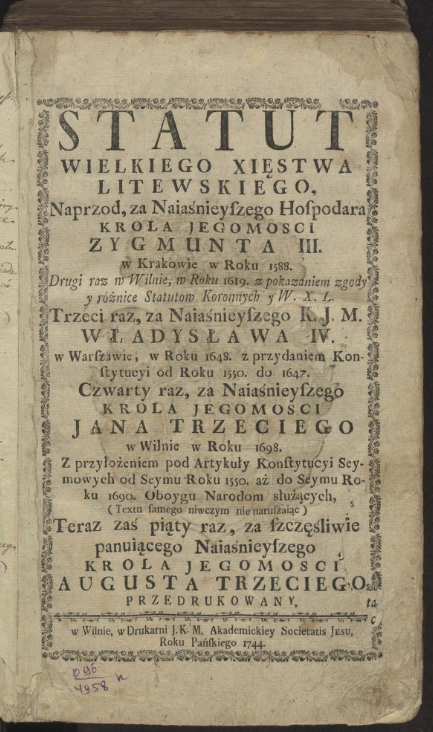 STATUT
WIELKIEGO XIĘSTWA
LITEWSKIEGO,
Naprzod, za Naiaśnieyſzego Hoſpodara
KROLA JEGOMOSCI
ZYGMUNTA III.
w Krakowie w Roku 1588.
Drugi raz w Wilnie, w Roku 1619. z pokazaniem zgody
y rόżnice Statutow Koronnych y W. X. L.
Trzeci raz, za Naiaśnieyſzego K. J. M.
WŁADYSŁAWA IV.
w Warſzawie, w Roku 1648. z przydaniem Kon-
ſtytucyi od Roku 1550. do 1647.
Czwarty raz, za Naiaśnieyſzego
KROLA JEGOMOSCI
JANA TRZECIEGO
w Wilnie w Roku 1698.
Z przyłożeniem pod Artykuły Konſtytucyi Sey-
mowych od Seymu Roku 1550. aż do Seymu Ro-
ku 1690. Oboygu Narodom służących,
(Textu ſamego niwczym nie naruſzaiąc)
Teraz zaś piąty raz, za ſzczęśliwie
panuiącego Naiaśnieyſzego
KROLA JEGOMOSCI
AUGUSTA TRZECIEGO
PRZEDRUKOWANY,
w Wilnie, w Drukarni J.K.M. Akademickiey Societatis Jesu,
Roku Pańſkiego 1744.